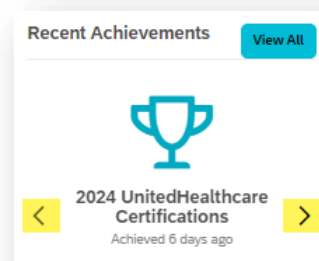 Recent Achievements
View All
2024 UnitedHealthcare
Certifications
Achieved 6 days ago